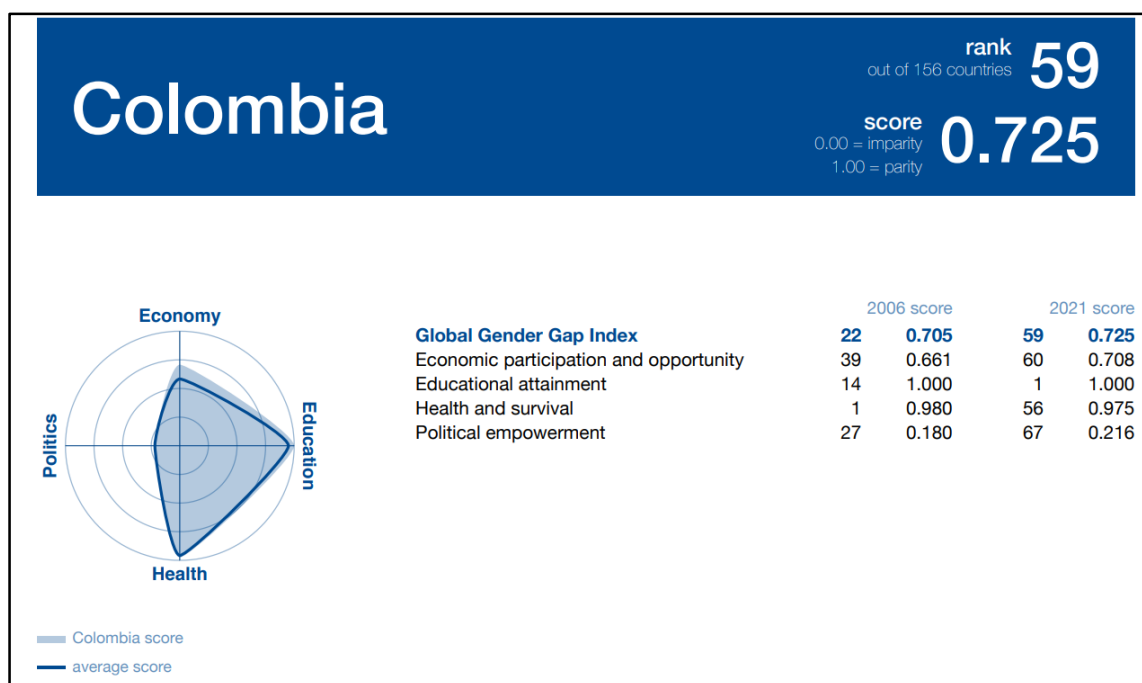 Colombia
rank
out of 156 countries
59
score
0.00 = imparity
1.00 = parity
0.725
Economy
Education
Politics
Health
Colombia score
average score
2006 score 2021 score
Global Gender Gap Index 22 0.705 59 0.725
Economic participation and opportunity 39 0.661 60 0.708
Educational attainment 14 1.000 1 1.000
Health and survival 1 0.980 56 0.975
Political empowerment 27 0.180 67 0.216